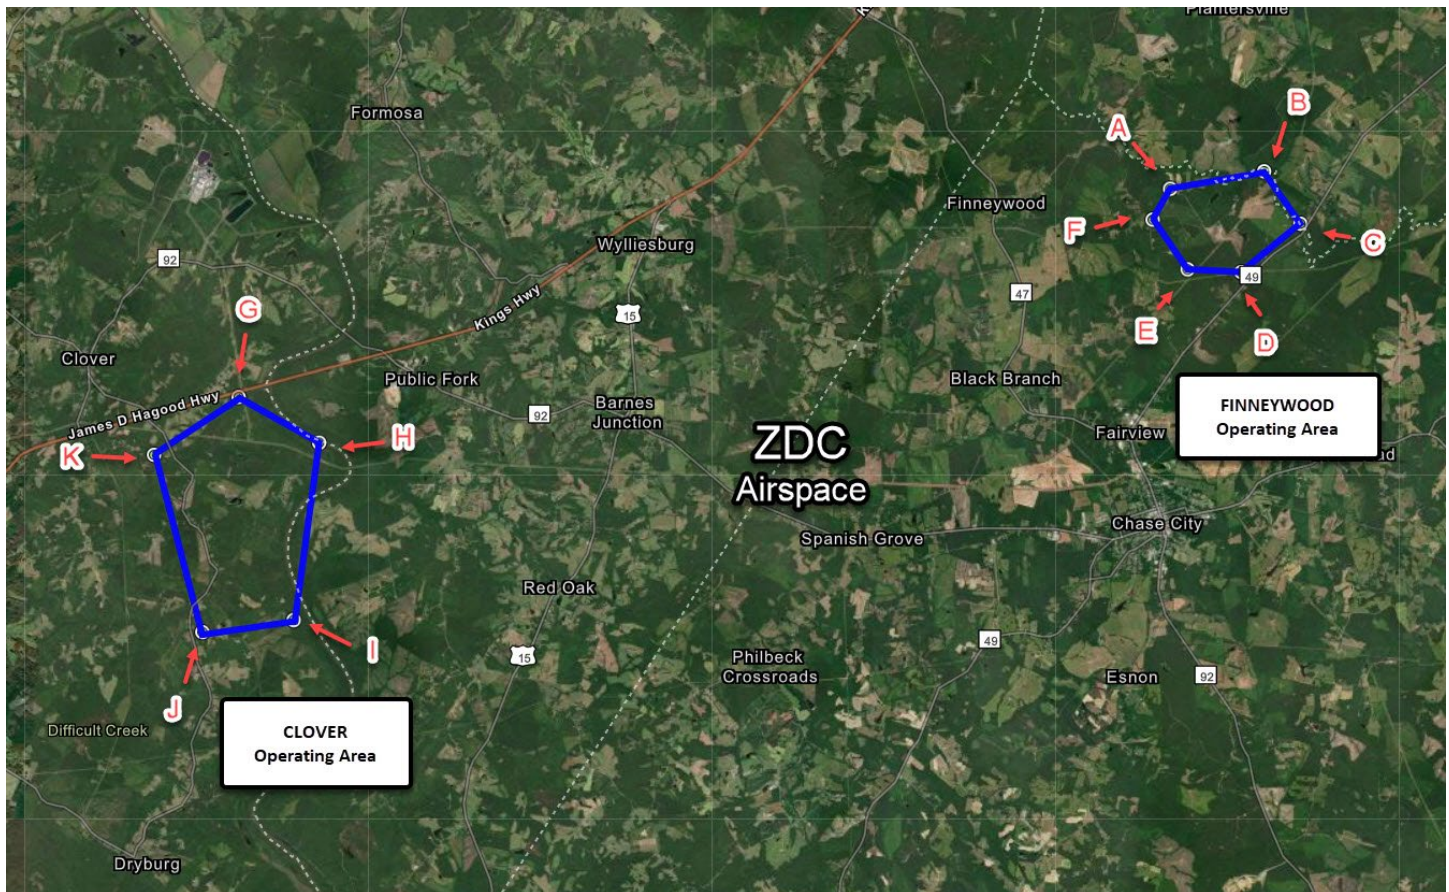 Plantersville
Formosa
B
A
Finneywood
F
C
Wylliesburg
92
49
47
15
Kings Hwy
G
E
D
Clover
Public Fork
Black Branch
James D Hagood Hwy
92
Barnes
Junction
FINNEYWOOD
Operating Area
Fairview
H
K
ZDC
Airspace
Chase City
Spanish Grove
Red Oak
I
49
15
Philbeck
Crossroads
Esnon
92
J
Difficult Creek
CLOVER
Operating Area
Dryburg